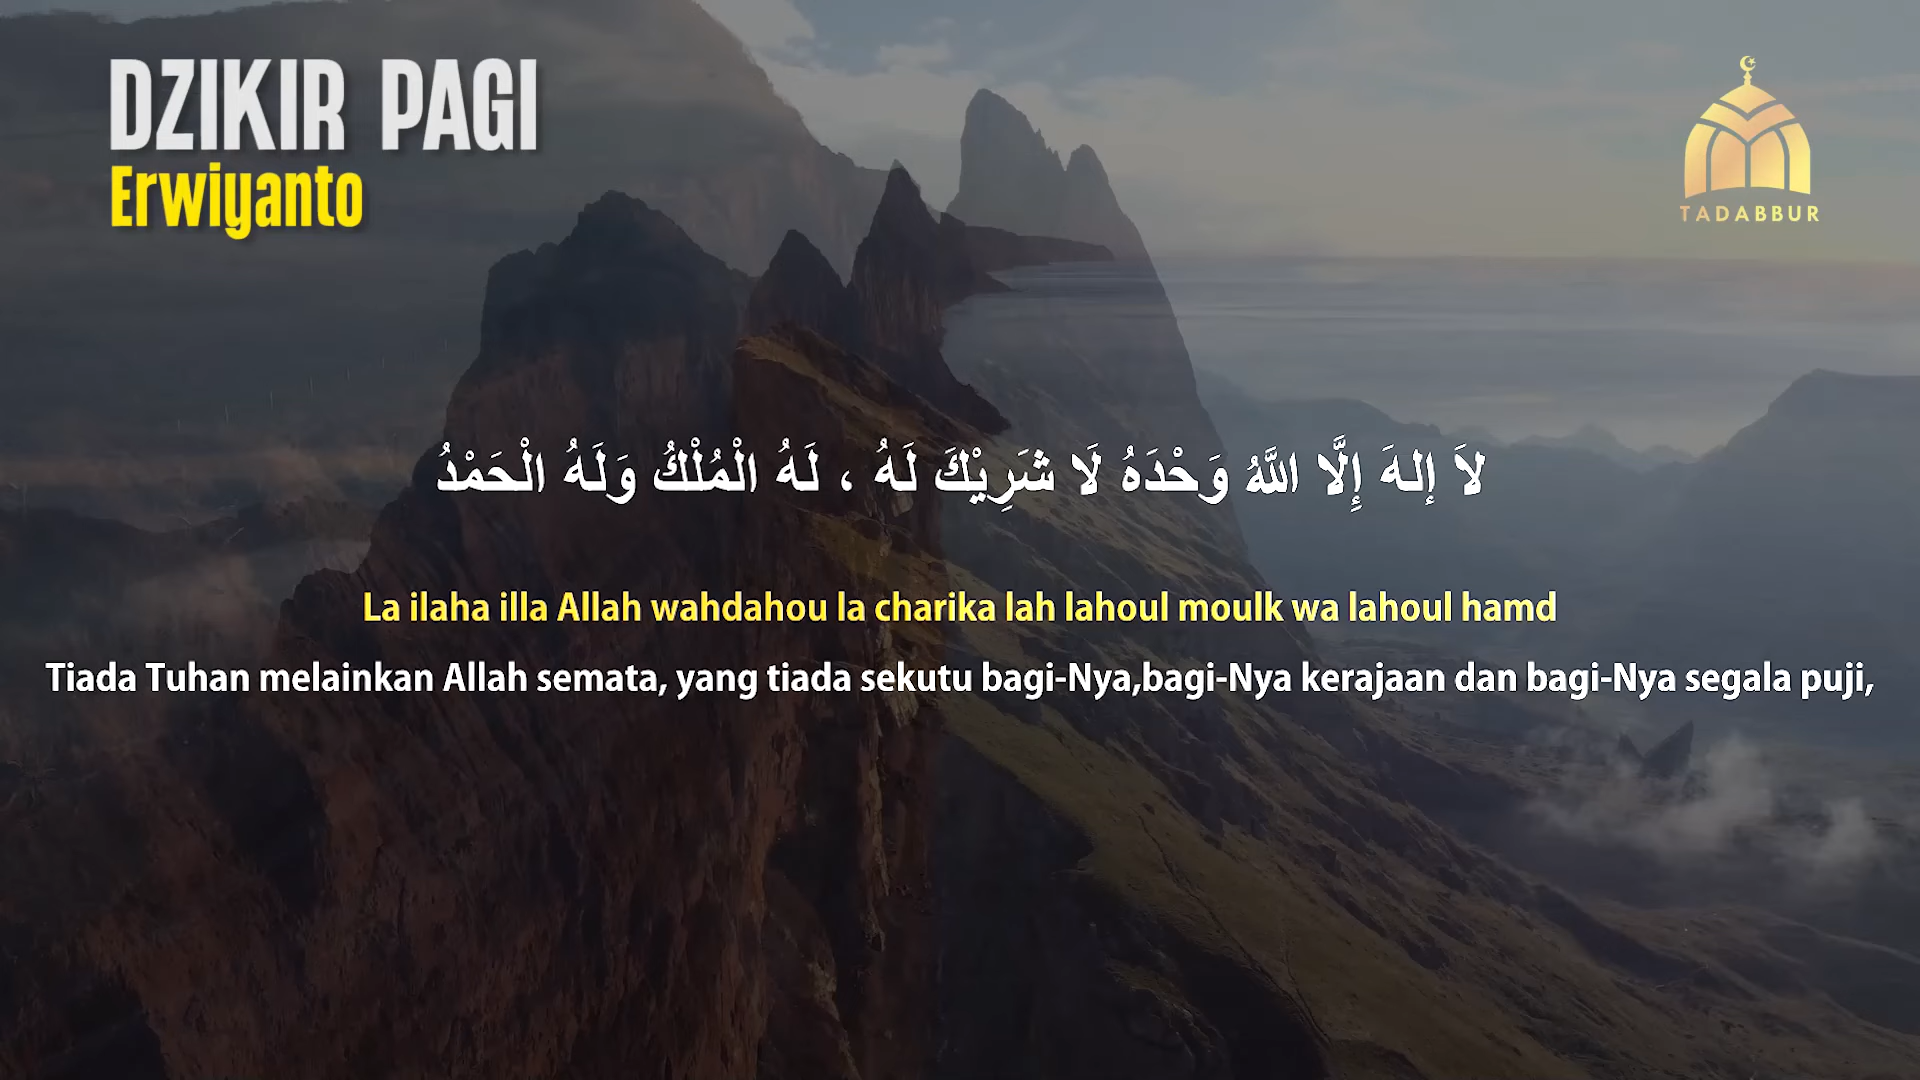 DZIKIR PAGI
Erwiyanto
TADABBUR
لاَ إلهَ إِلَّا اللَّهُ وَحْدَهُ لَا شَرِيْكَ لَهُ ، لَهُ الْمُلْكُ وَلَهُ الْحَمْدُ
La ilaha illa Allah wahdahou la charika lah lahoul moulk wa lahoul hamd
Tiada Tuhan melainkan Allah semata, yang tiada sekutu bagi-Nya,bagi-Nya kerajaan dan bagi-Nya segala puji,